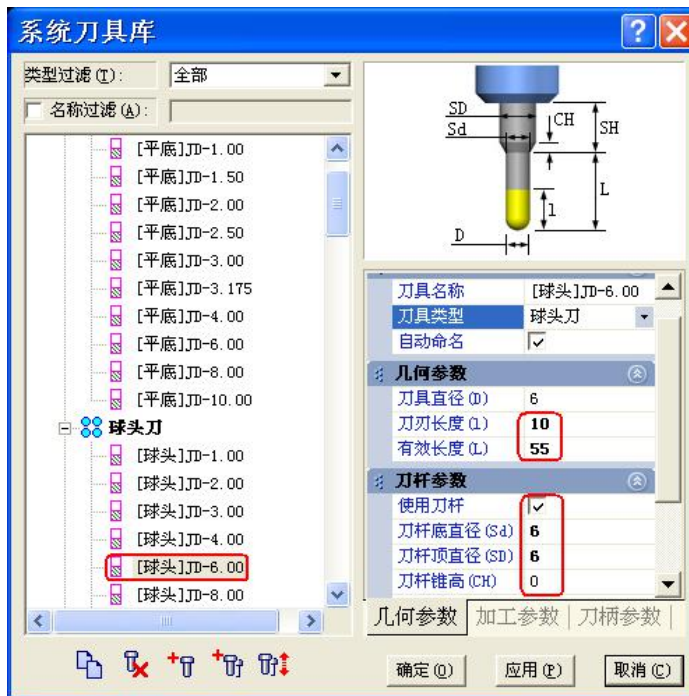 系统刀具库
类型过滤(T): 全部
名称过滤(A):
[平底]JD-1.00
[平底]JD-1.50
[平底]JD-2.00
[平底]JD-2.50
[平底]JD-3.00
[平底]JD-3.175
[平底]JD-4.00
[平底]JD-6.00
[平底]JD-8.00
[平底]JD-10.00
球头刀
[球头]JD-1.00
[球头]JD-2.00
[球头]JD-3.00
[球头]JD-4.00
[球头]JD-6.00
[球头]JD-8.00
SD
Sd
CH
SH
L
l
D
刀具名称 [球头]JD-6.00
刀具类型 球头刀
自动命名
几何参数
刀具直径(D) 6
刀刃长度(l) 10
有效长度(L) 55
刀杆参数
使用刀杆
刀杆底直径(Sd) 6
刀杆顶直径(SD) 6
刀杆锥高(CH) 0
几何参数 加工参数 刀柄参数
确定(O) 应用(P) 取消(C)